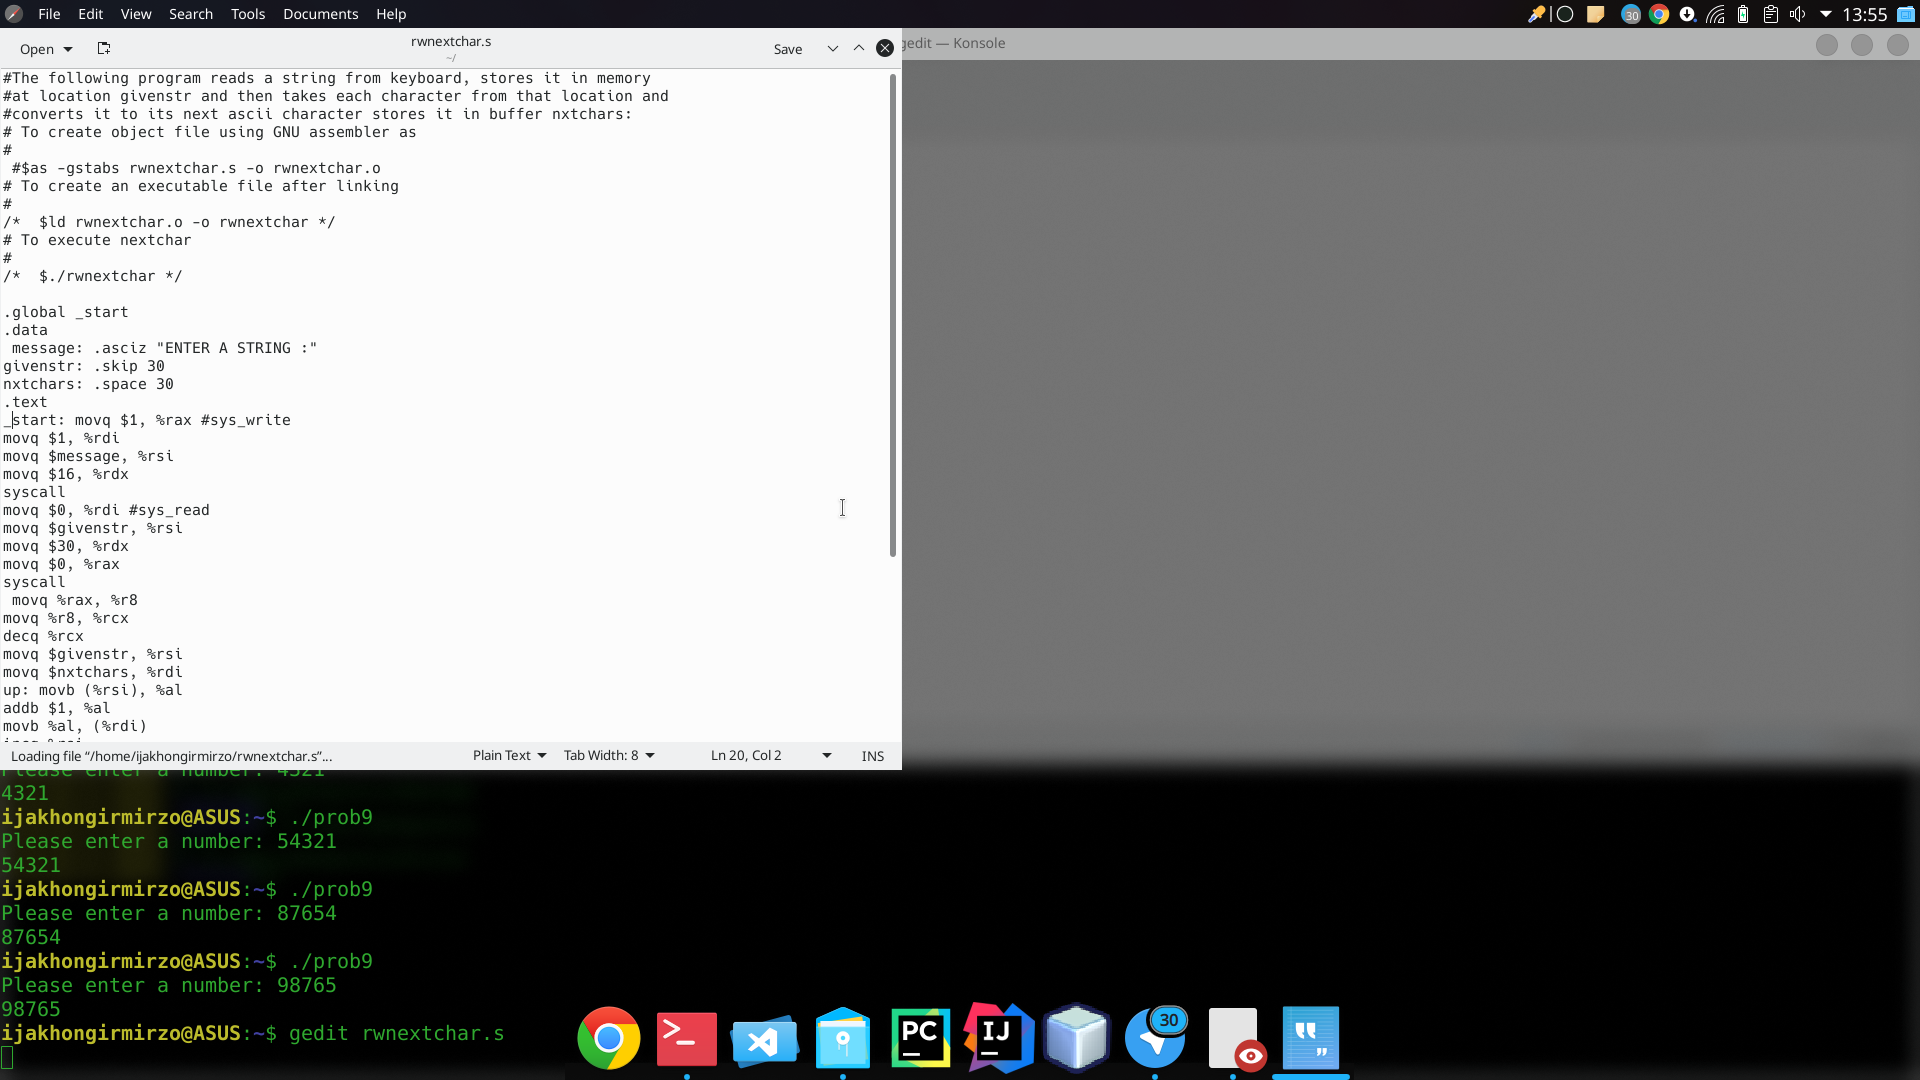 File Edit View Search Tools Documents Help
30
13:55
Open
rwnextchar.s
~/
Save
gedit — Konsole
#The following program reads a string from keyboard, stores it in memory
#at location givenstr and then takes each character from that location and
#converts it to its next ascii character stores it in buffer nxtchars:
# To create object file using GNU assembler as
#
 #$as -gstabs rwnextchar.s -o rwnextchar.o
# To create an executable file after linking
#
/*  $ld rwnextchar.o -o rwnextchar */
# To execute nextchar
#
/*  $./rwnextchar */
.global _start
.data
 message: .asciz "ENTER A STRING :"
givenstr: .skip 30
nxtchars: .space 30
.text
_start: movq $1, %rax #sys_write
movq $1, %rdi
movq $message, %rsi
movq $16, %rdx
syscall
movq $0, %rdi #sys_read
movq $givenstr, %rsi
movq $30, %rdx
movq $0, %rax
syscall
 movq %rax, %r8
movq %r8, %rcx
decq %rcx
movq $givenstr, %rsi
movq $nxtchars, %rdi
up: movb (%rsi), %al
addb $1, %al
movb %al, (%rdi)
Loading file “/home/ijakhongirmirzo/rwnextchar.s”...
Plain Text
Tab Width: 8
Ln 20, Col 2
INS
Please enter a number: 4321
4321
ijakhongirmirzo@ASUS:~$ ./prob9
Please enter a number: 54321
54321
ijakhongirmirzo@ASUS:~$ ./prob9
Please enter a number: 87654
87654
ijakhongirmirzo@ASUS:~$ ./prob9
Please enter a number: 98765
98765
ijakhongirmirzo@ASUS:~$ gedit rwnextchar.s
PC
IJ
30